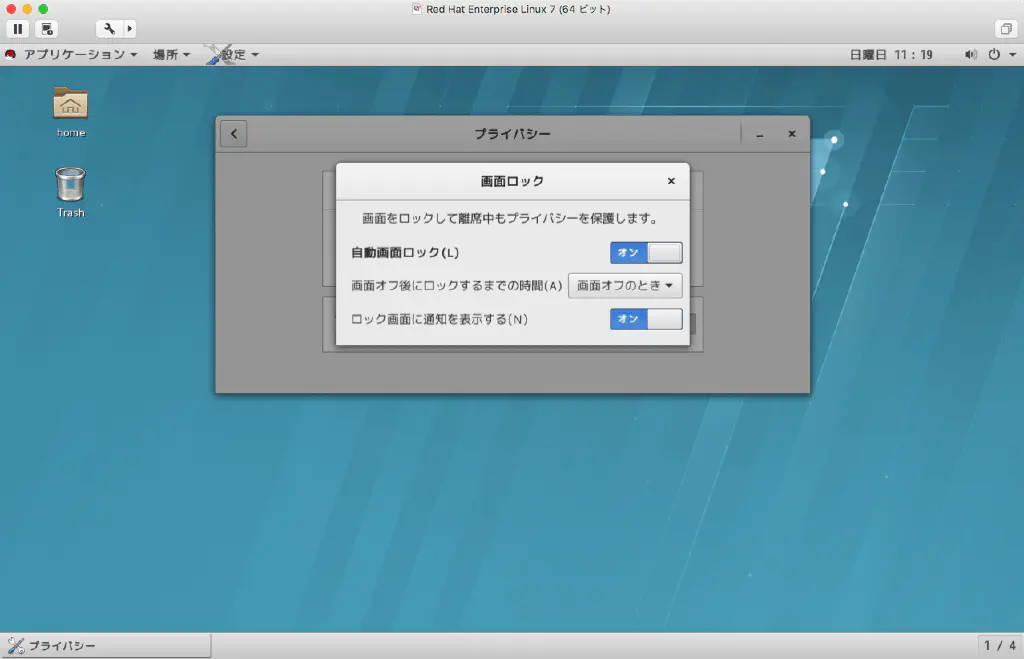 Red Hat Enterprise Linux 7 (64 ビット)
アプリケーション 場所 設定 日曜日 11：19
home
Trash
プライバシー
画面ロック
画面をロックして離席中もプライバシーを保護します。
自動画面ロック(L) オン
画面オフ後にロックするまでの時間(A) 画面オフのとき
ロック画面に通知を表示する(N) オン
プライバシー 1 / 4